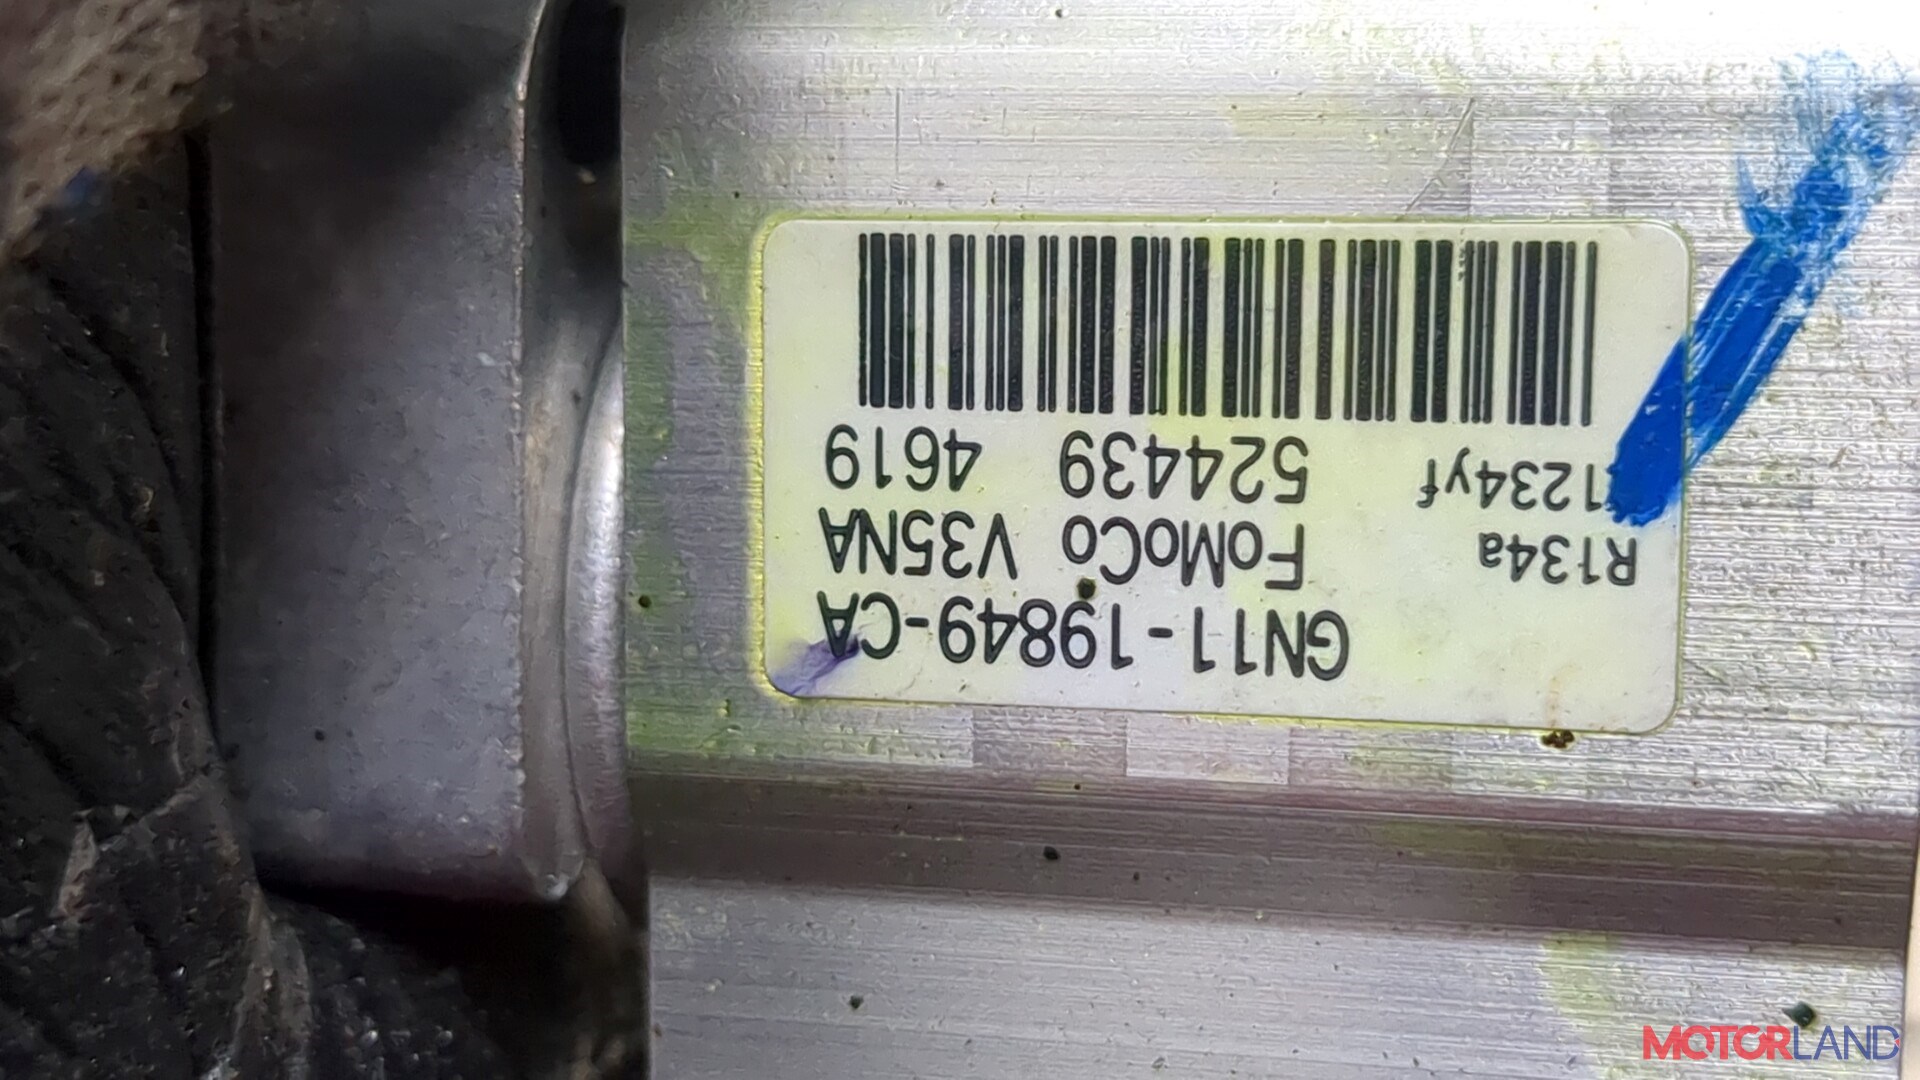 GN11-19849-CA
R134a FoMoCo V35NA
1234yf 524439 4619
MOTORLAND